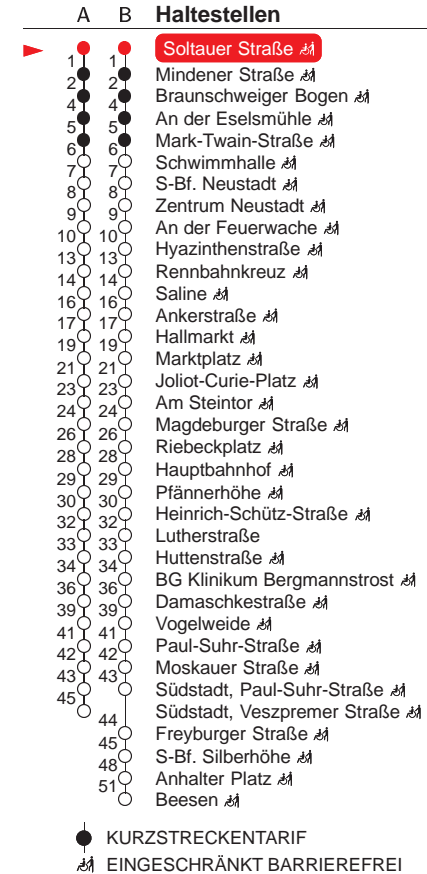 A B Haltestellen
Soltauer Straße
1 1
Mindener Straße
2 2
Braunschweiger Bogen
4 4
An der Eselsmühle
5 5
Mark-Twain-Straße
6 6
Schwimmhalle
7 7
S-Bf. Neustadt
8 8
Zentrum Neustadt
9 9
An der Feuerwache
10 10
Hyazinthenstraße
13 13
Rennbahnkreuz
14 14
Saline
16 16
Ankerstraße
17 17
Hallmarkt
19 19
Marktplatz
21 21
Joliot-Curie-Platz
23 23
Am Steintor
24 24
Magdeburger Straße
26 26
Riebeckplatz
28 28
Hauptbahnhof
29 29
Pfännerhöhe
30 30
Heinrich-Schütz-Straße
32 32
Lutherstraße
33 33
Huttenstraße
34 34
BG Klinikum Bergmannstrost
36 36
Damaschkestraße
39 39
Vogelweide
41 41
Paul-Suhr-Straße
42 42
Moskauer Straße
43 43
Südstadt, Paul-Suhr-Straße
45
Südstadt, Veszpremer Straße
44
Freyburger Straße
45
S-Bf. Silberhöhe
48
Anhalter Platz
51
Beesen
KURZSTRECKENTARIF
EINGESCHRÄNKT BARRIEREFREI